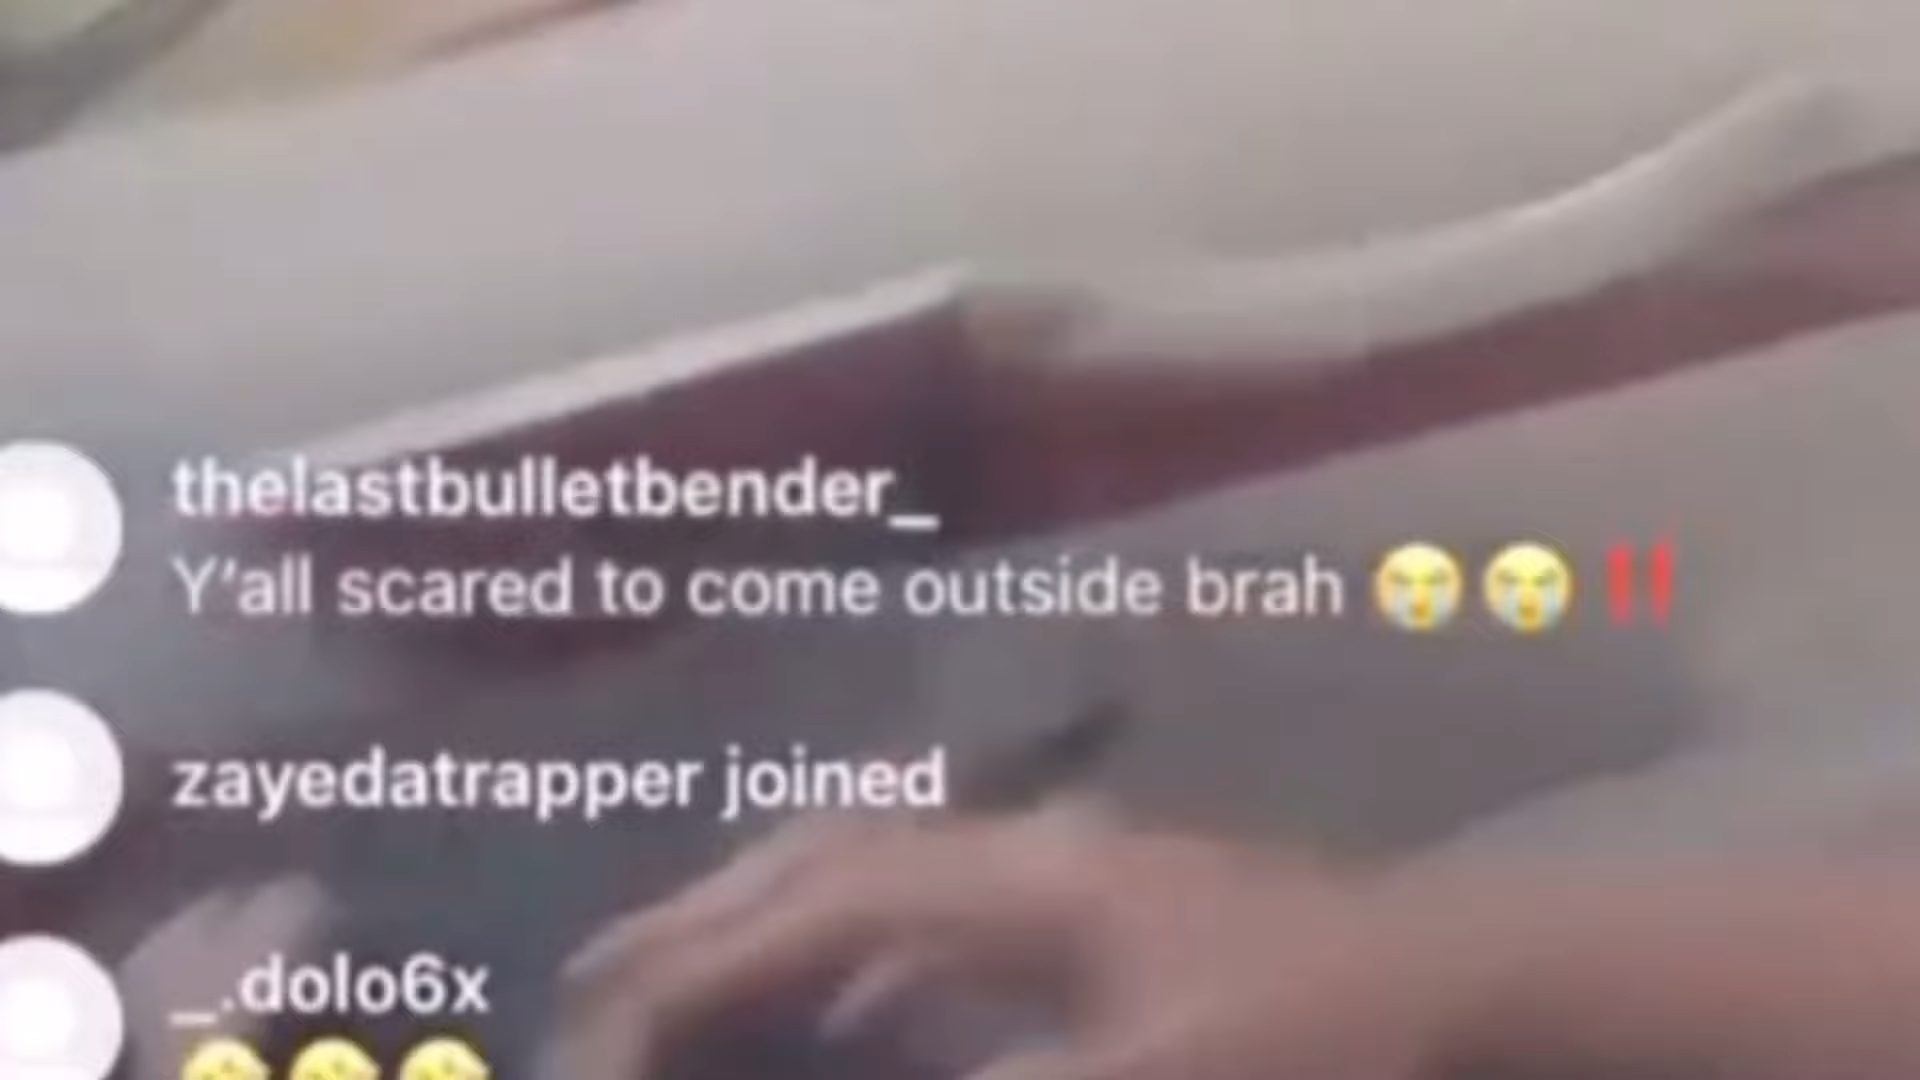 thelastbulletbender_
Y'all scared to come outside brah 😭😭‼️
zayedatrapper joined
_.dolo6x